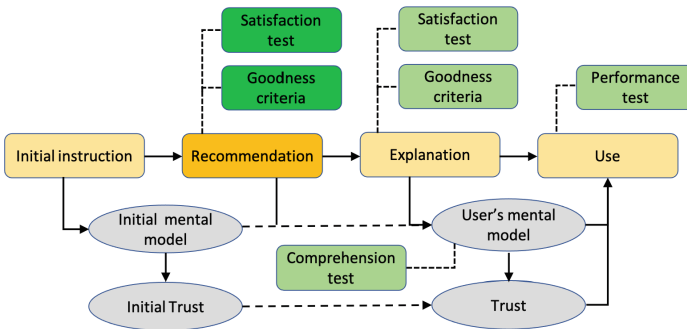 Satisfaction
test
Satisfaction
test
Goodness
criteria
Goodness
criteria
Performance
test
Initial instruction
Recommendation
Explanation
Use
Initial mental
model
User's mental
model
Comprehension
test
Initial Trust
Trust